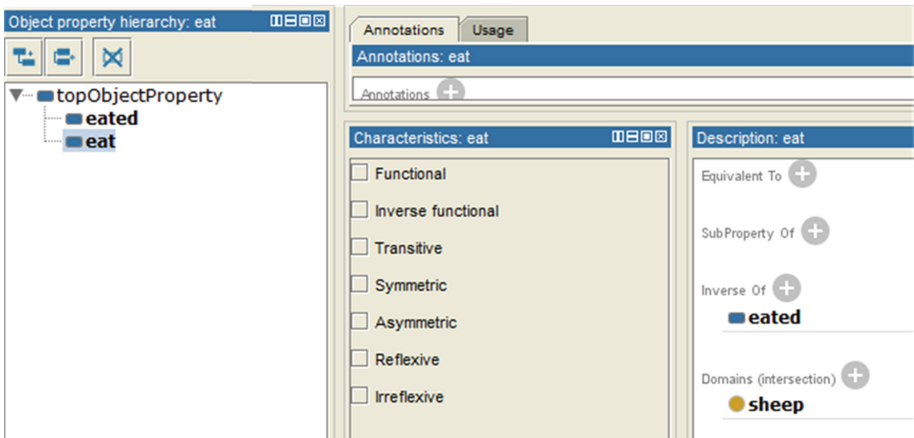 Object property hierarchy: eat
topObjectProperty
eated
eat
Annotations Usage
Annotations: eat
Annotations
Characteristics: eat
Functional
Inverse functional
Transitive
Symmetric
Asymmetric
Reflexive
Irreflexive
Description: eat
Equivalent To
SubProperty Of
Inverse Of
eated
Domains (intersection)
sheep